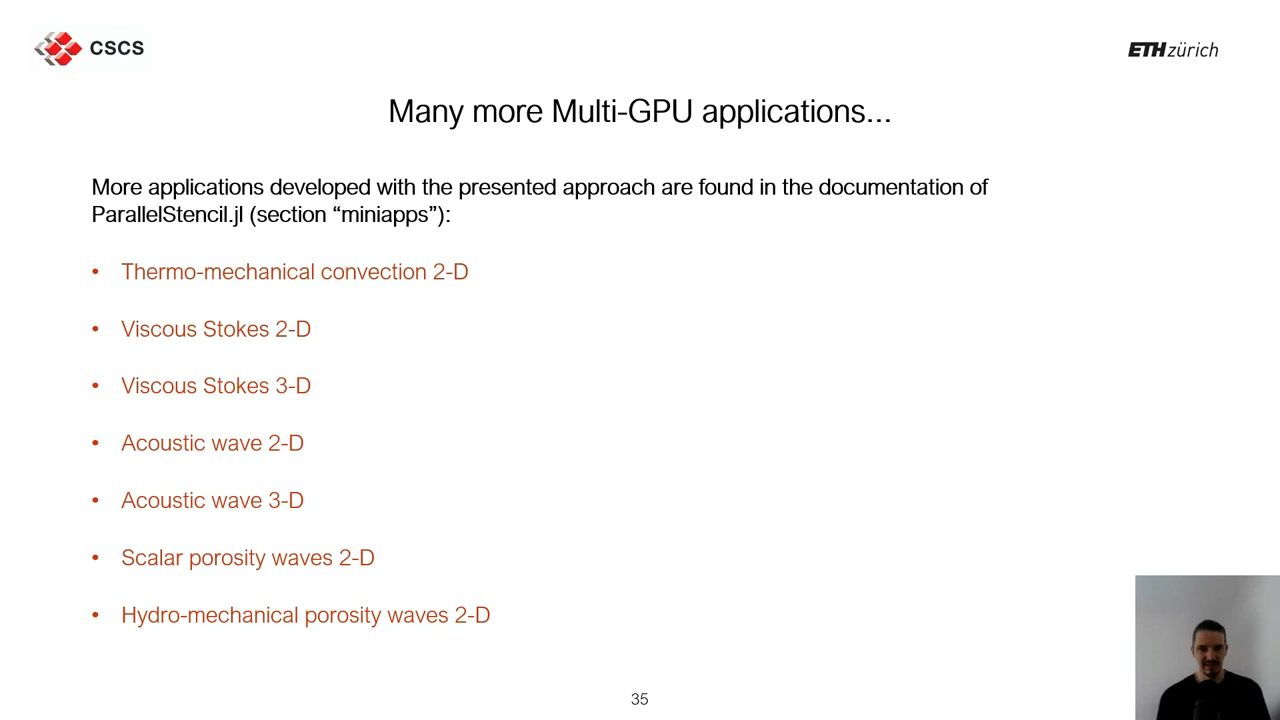 CSCS
ETH zürich
Many more Multi-GPU applications...
More applications developed with the presented approach are found in the documentation of
ParallelStencil.jl (section “miniapps”):
• Thermo-mechanical convection 2-D
• Viscous Stokes 2-D
• Viscous Stokes 3-D
• Acoustic wave 2-D
• Acoustic wave 3-D
• Scalar porosity waves 2-D
• Hydro-mechanical porosity waves 2-D
35